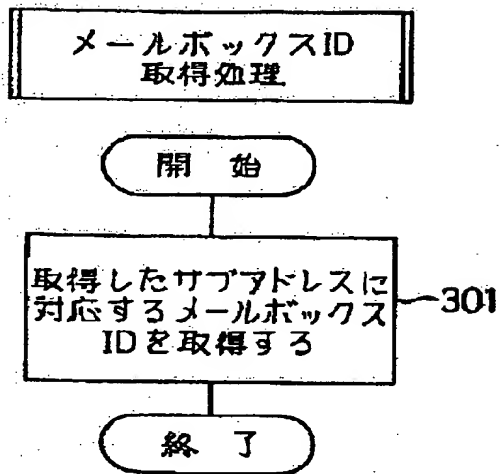 メールボックスID
取得処理
開 始
取得したサブアドレスに
対応するメールボックス
IDを取得する
301
終 了